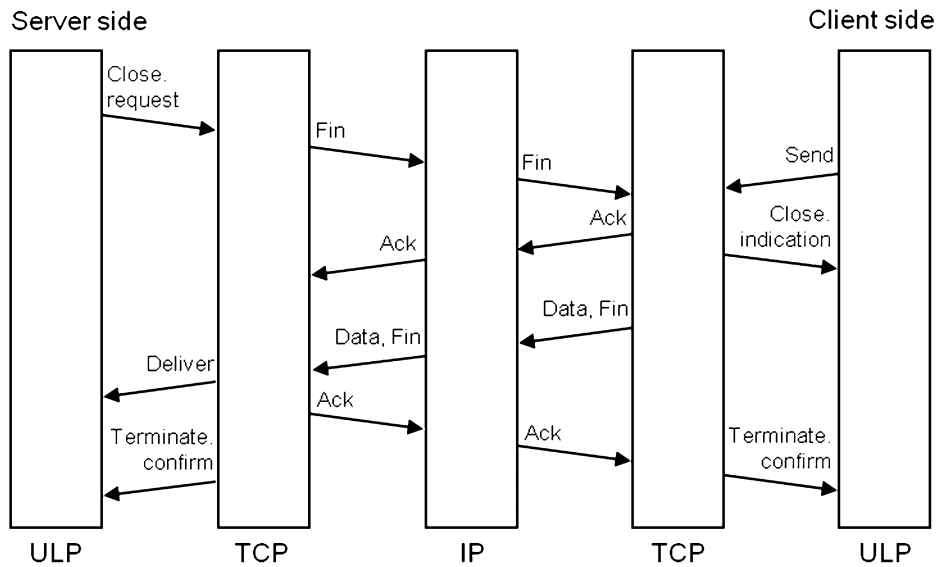 Server side
Client side
Close.
request
Fin
Fin
Send
Ack
Close.
indication
Ack
Data, Fin
Data, Fin
Deliver
Ack
Ack
Terminate.
confirm
Terminate.
confirm
ULP
TCP
IP
TCP
ULP